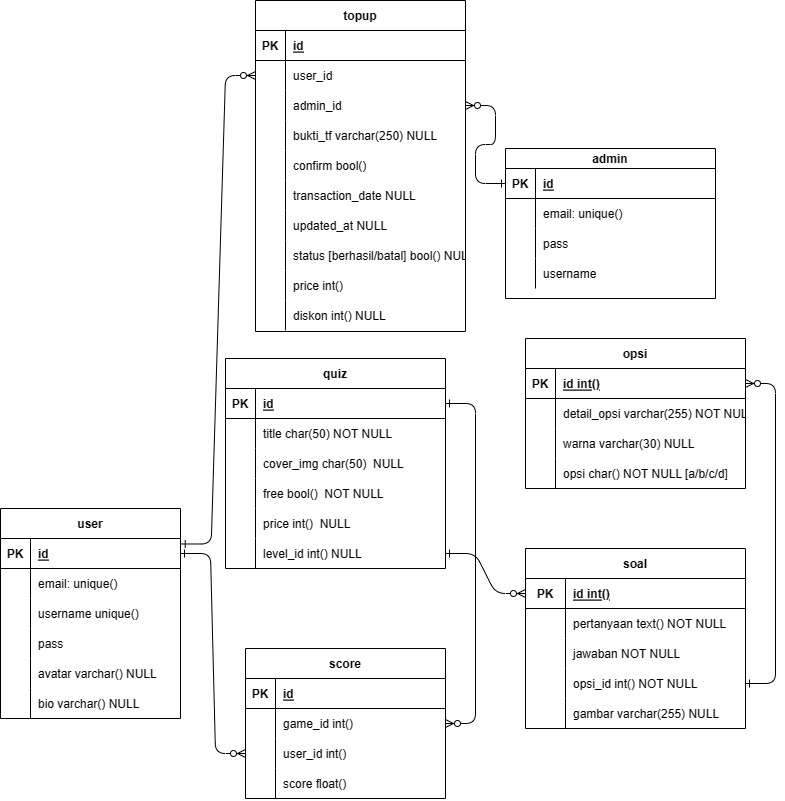 topup
PK id
user_id
admin_id
bukti_tf varchar(250) NULL
confirm bool()
transaction_date NULL
updated_at NULL
status [berhasil/batal] bool() NUL
price int()
diskon int() NULL
admin
PK id
email: unique()
pass
username
quiz
PK id
title char(50) NOT NULL
cover_img char(50) NULL
free bool() NOT NULL
price int() NULL
level_id int() NULL
opsi
PK id int()
detail_opsi varchar(255) NOT NUL
warna varchar(30) NULL
opsi char() NOT NULL [a/b/c/d]
user
PK id
email: unique()
username unique()
pass
avatar varchar() NULL
bio varchar() NULL
soal
PK id int()
pertanyaan text() NOT NULL
jawaban NOT NULL
opsi_id int() NOT NULL
gambar varchar(255) NULL
score
PK id
game_id int()
user_id int()
score float()